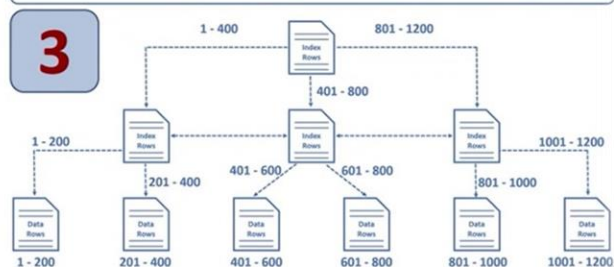 3
1 - 400
801 - 1200
Index
Rows
401 - 800
Index
Rows
Index
Rows
Index
Rows
1 - 200
201 - 400
401 - 600
601 - 800
801 - 1000
1001 - 1200
Data
Rows
Data
Rows
Data
Rows
Data
Rows
Data
Rows
Data
Rows
1 - 200
201 - 400
401 - 600
601 - 800
801 - 1000
1001 - 1200